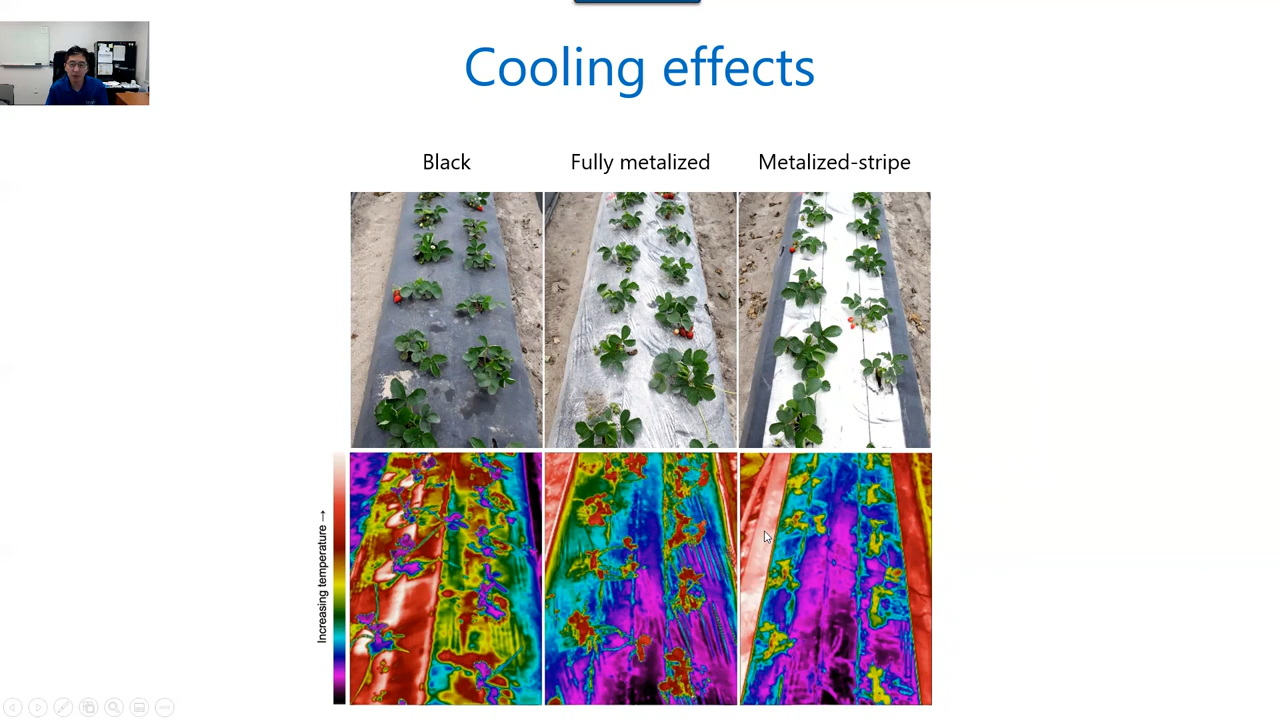 Cooling effects
Black
Fully metalized
Metalized-stripe
Increasing temperature →